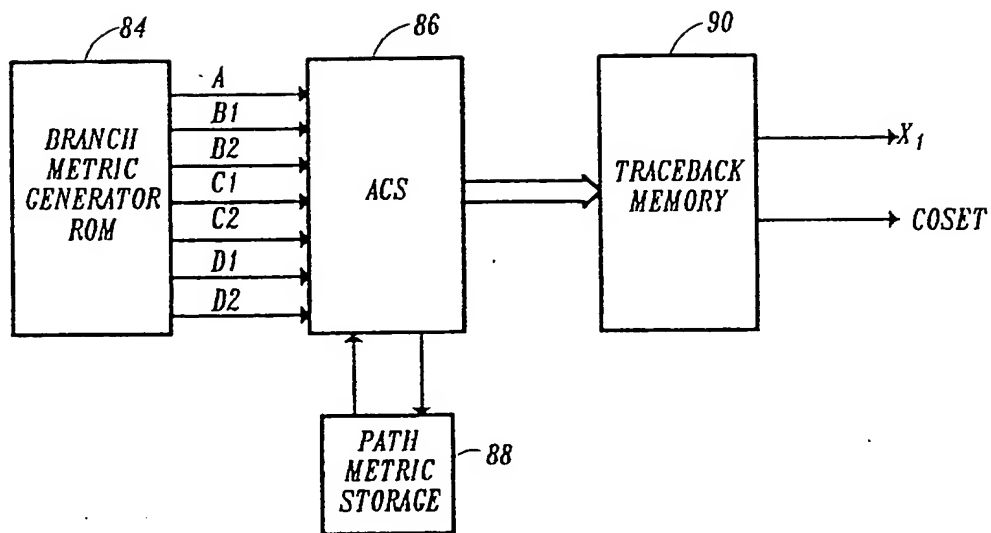 84
BRANCH
METRIC
GENERATOR
ROM
A
B1
B2
C1
C2
D1
D2
86
ACS
90
TRACEBACK
MEMORY
X1
COSET
PATH
METRIC
STORAGE
88